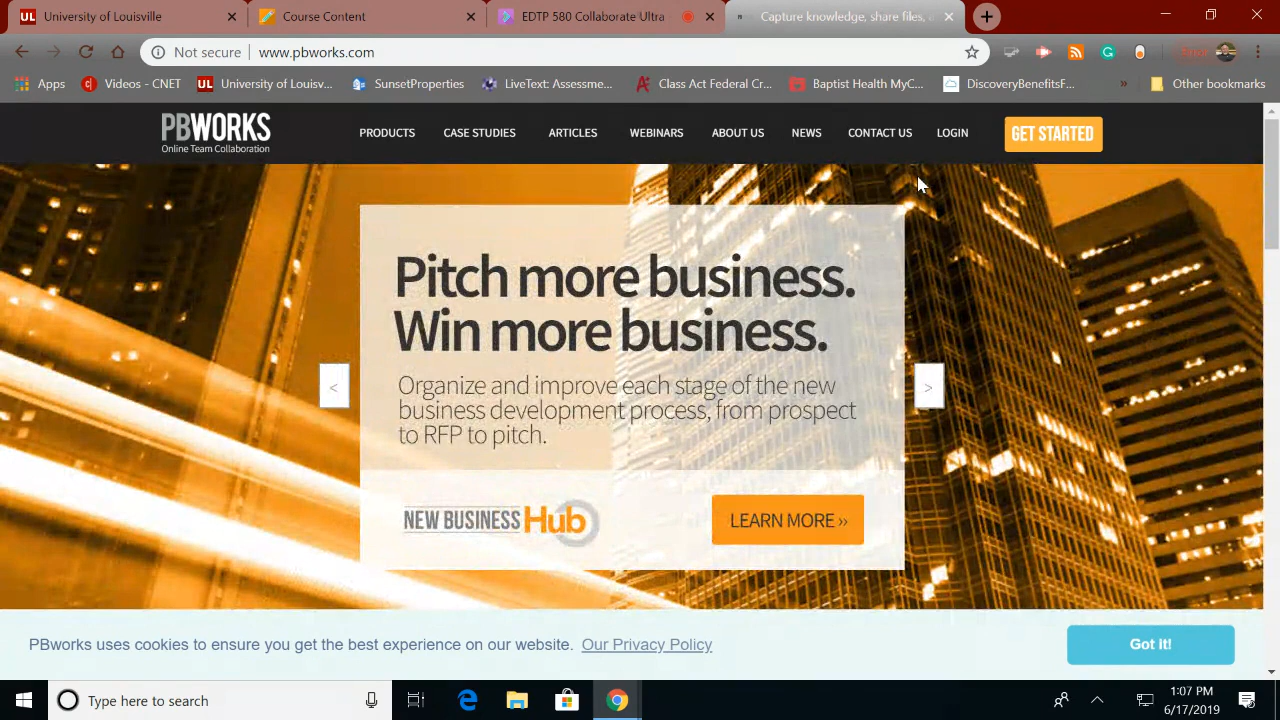 University of Louisville
Course Content
EDTP 580 Collaborate Ultra
Capture knowledge, share files,
Not secure
www.pbworks.com
Apps
Videos - CNET
University of Louisv...
SunsetProperties
LiveText: Assessme...
Class Act Federal Cr...
Baptist Health MyC...
DiscoveryBenefitsF...
»
Other bookmarks
PBWORKS
Online Team Collaboration
PRODUCTS
CASE STUDIES
ARTICLES
WEBINARS
ABOUT US
NEWS
CONTACT US
LOGIN
GET STARTED
Pitch more business.
Win more business.
Organize and improve each stage of the new
business development process, from prospect
to RFP to pitch.
<
>
NEW BUSINESS Hub
LEARN MORE ››
PBworks uses cookies to ensure you get the best experience on our website. Our Privacy Policy
Got it!
Type here to search
1:07 PM
6/17/2019